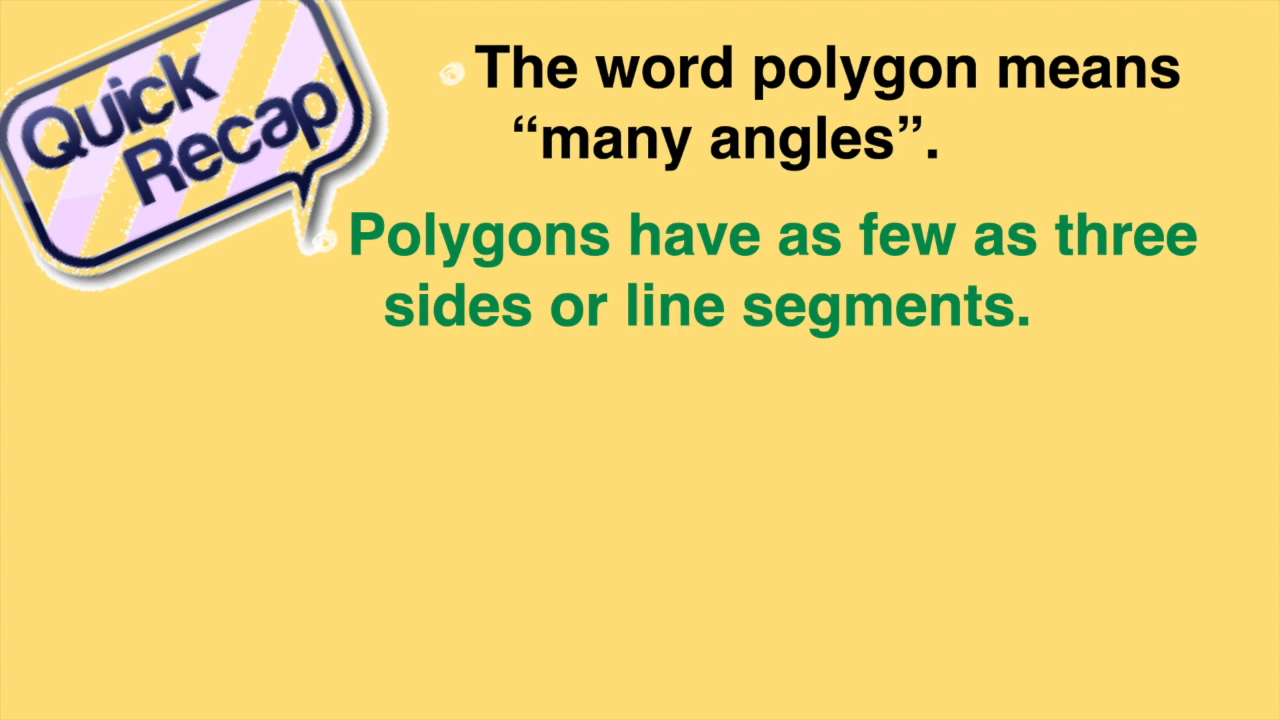 Quick
Recap
The word polygon means
“many angles”.
Polygons have as few as three
sides or line segments.